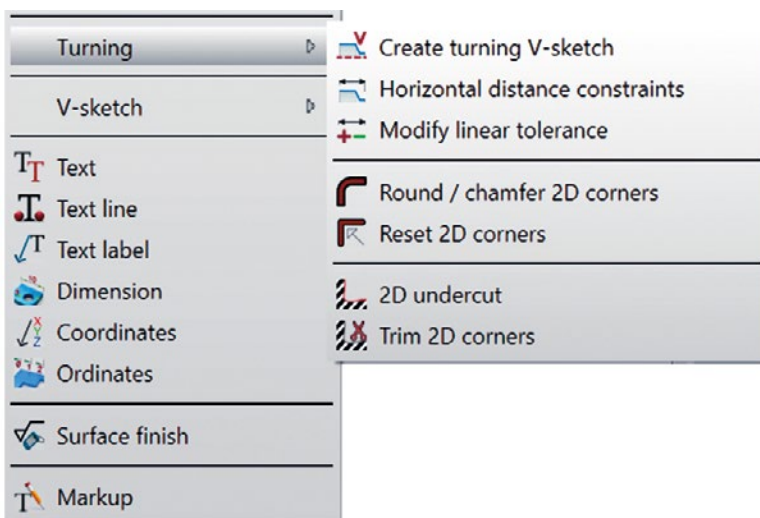 Turning
V-sketch
Text
Text line
Text label
Dimension
Coordinates
Ordinates
Surface finish
Markup
Create turning V-sketch
Horizontal distance constraints
Modify linear tolerance
Round / chamfer 2D corners
Reset 2D corners
2D undercut
Trim 2D corners